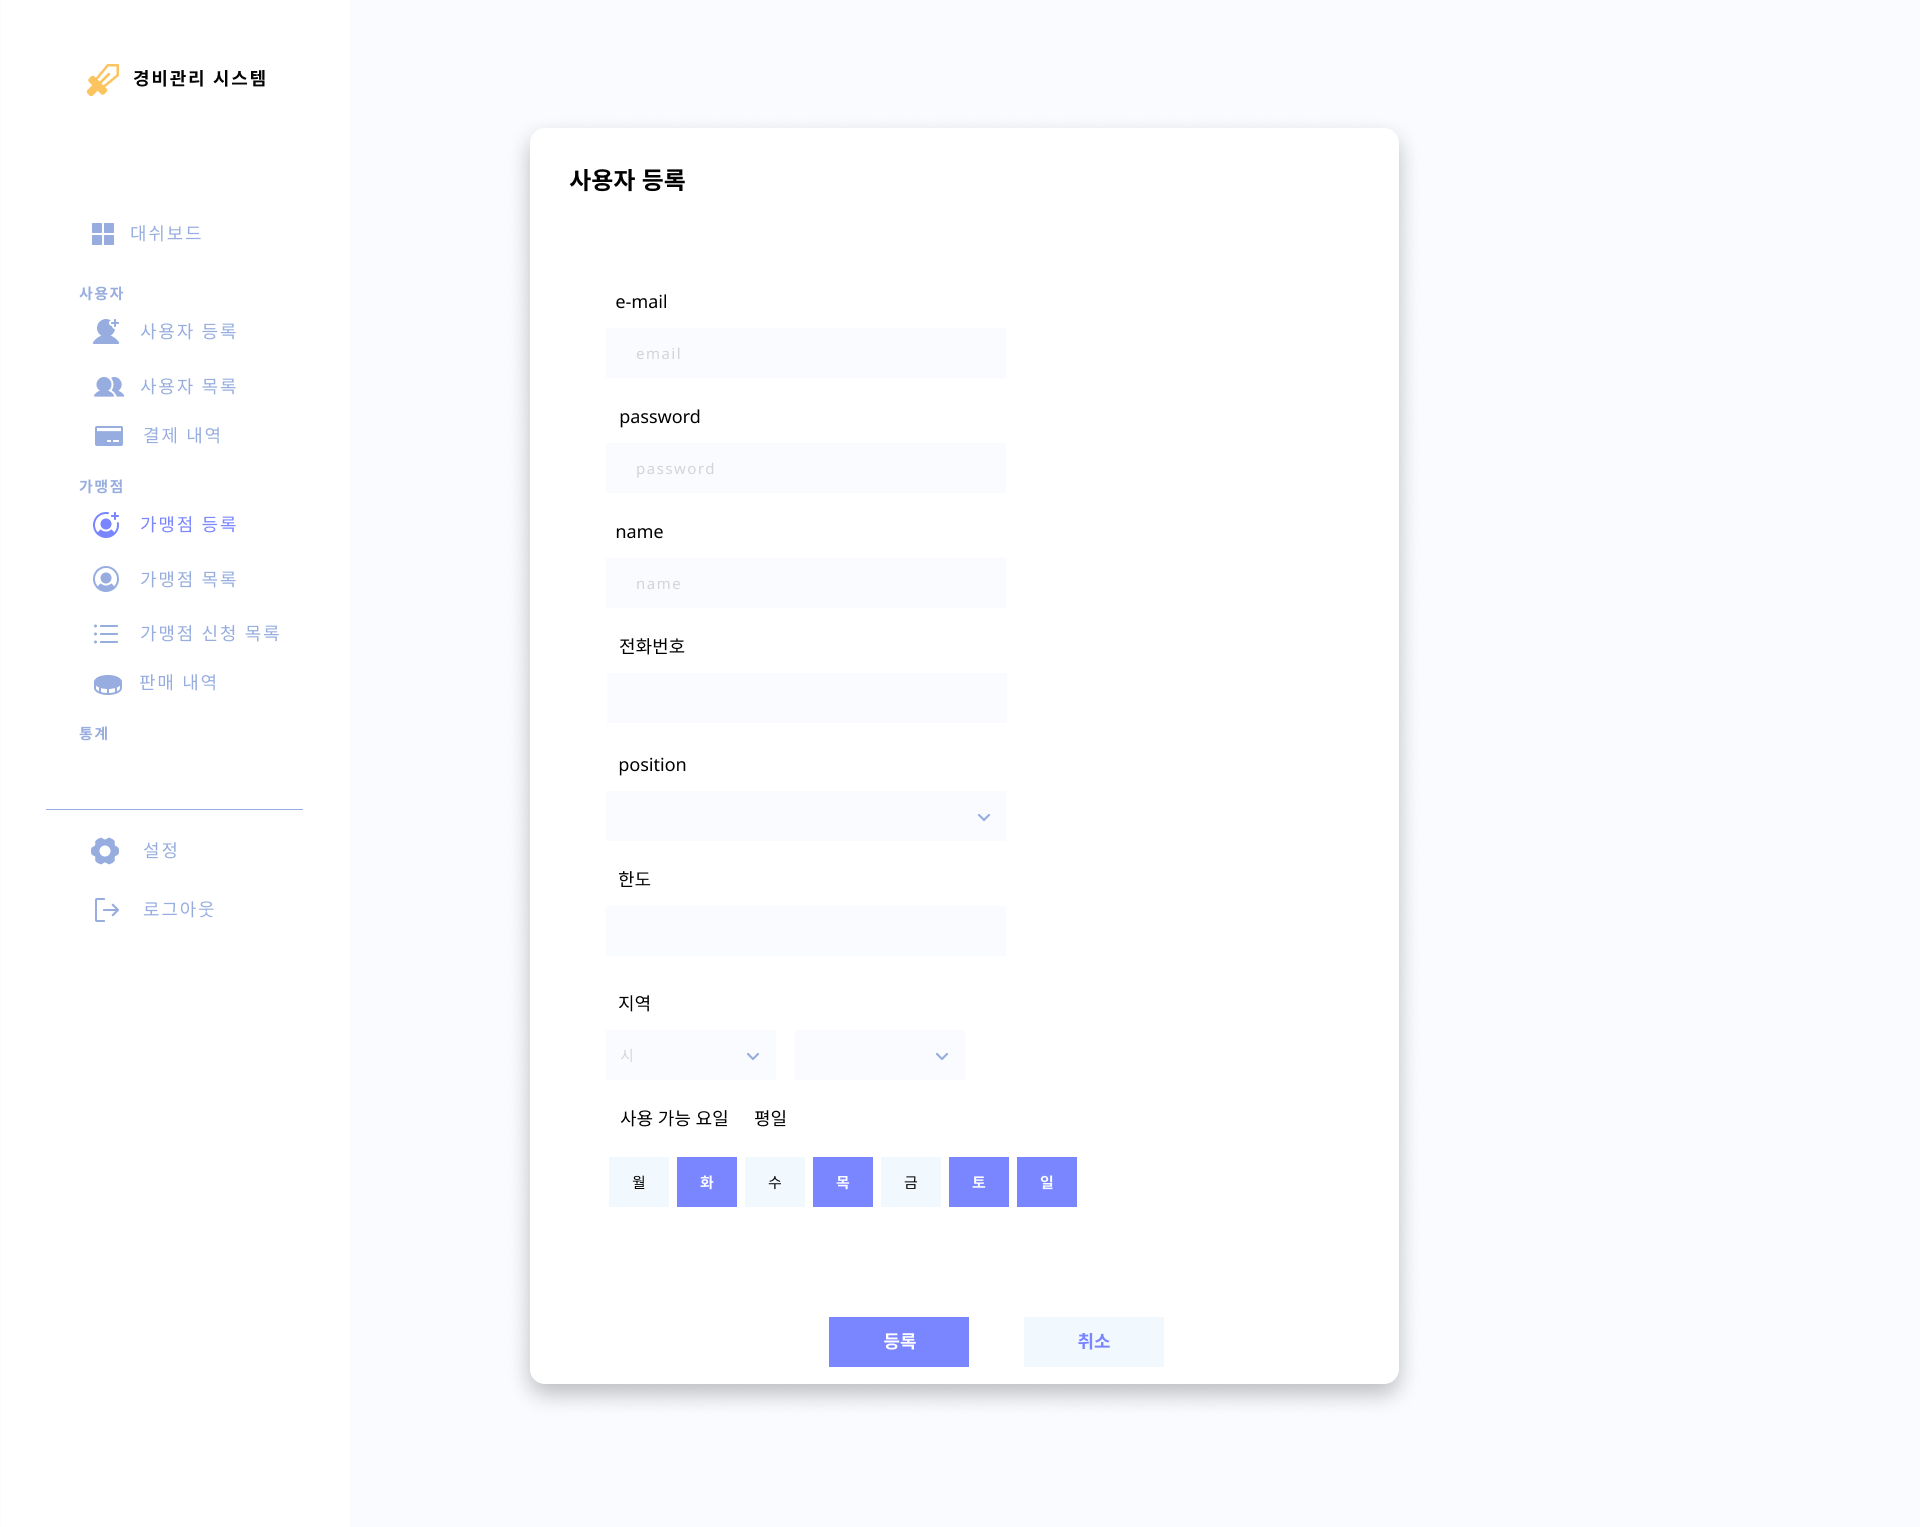 경비관리 시스템
대쉬보드
사용자
사용자 등록
사용자 목록
결제 내역
가맹점
가맹점 등록
가맹점 목록
가맹점 신청 목록
판매 내역
통계
설정
로그아웃
사용자 등록
e-mail
email
password
password
name
name
전화번호
position
한도
지역
시
사용 가능 요일 평일
월 화 수 목 금 토 일
등록 취소